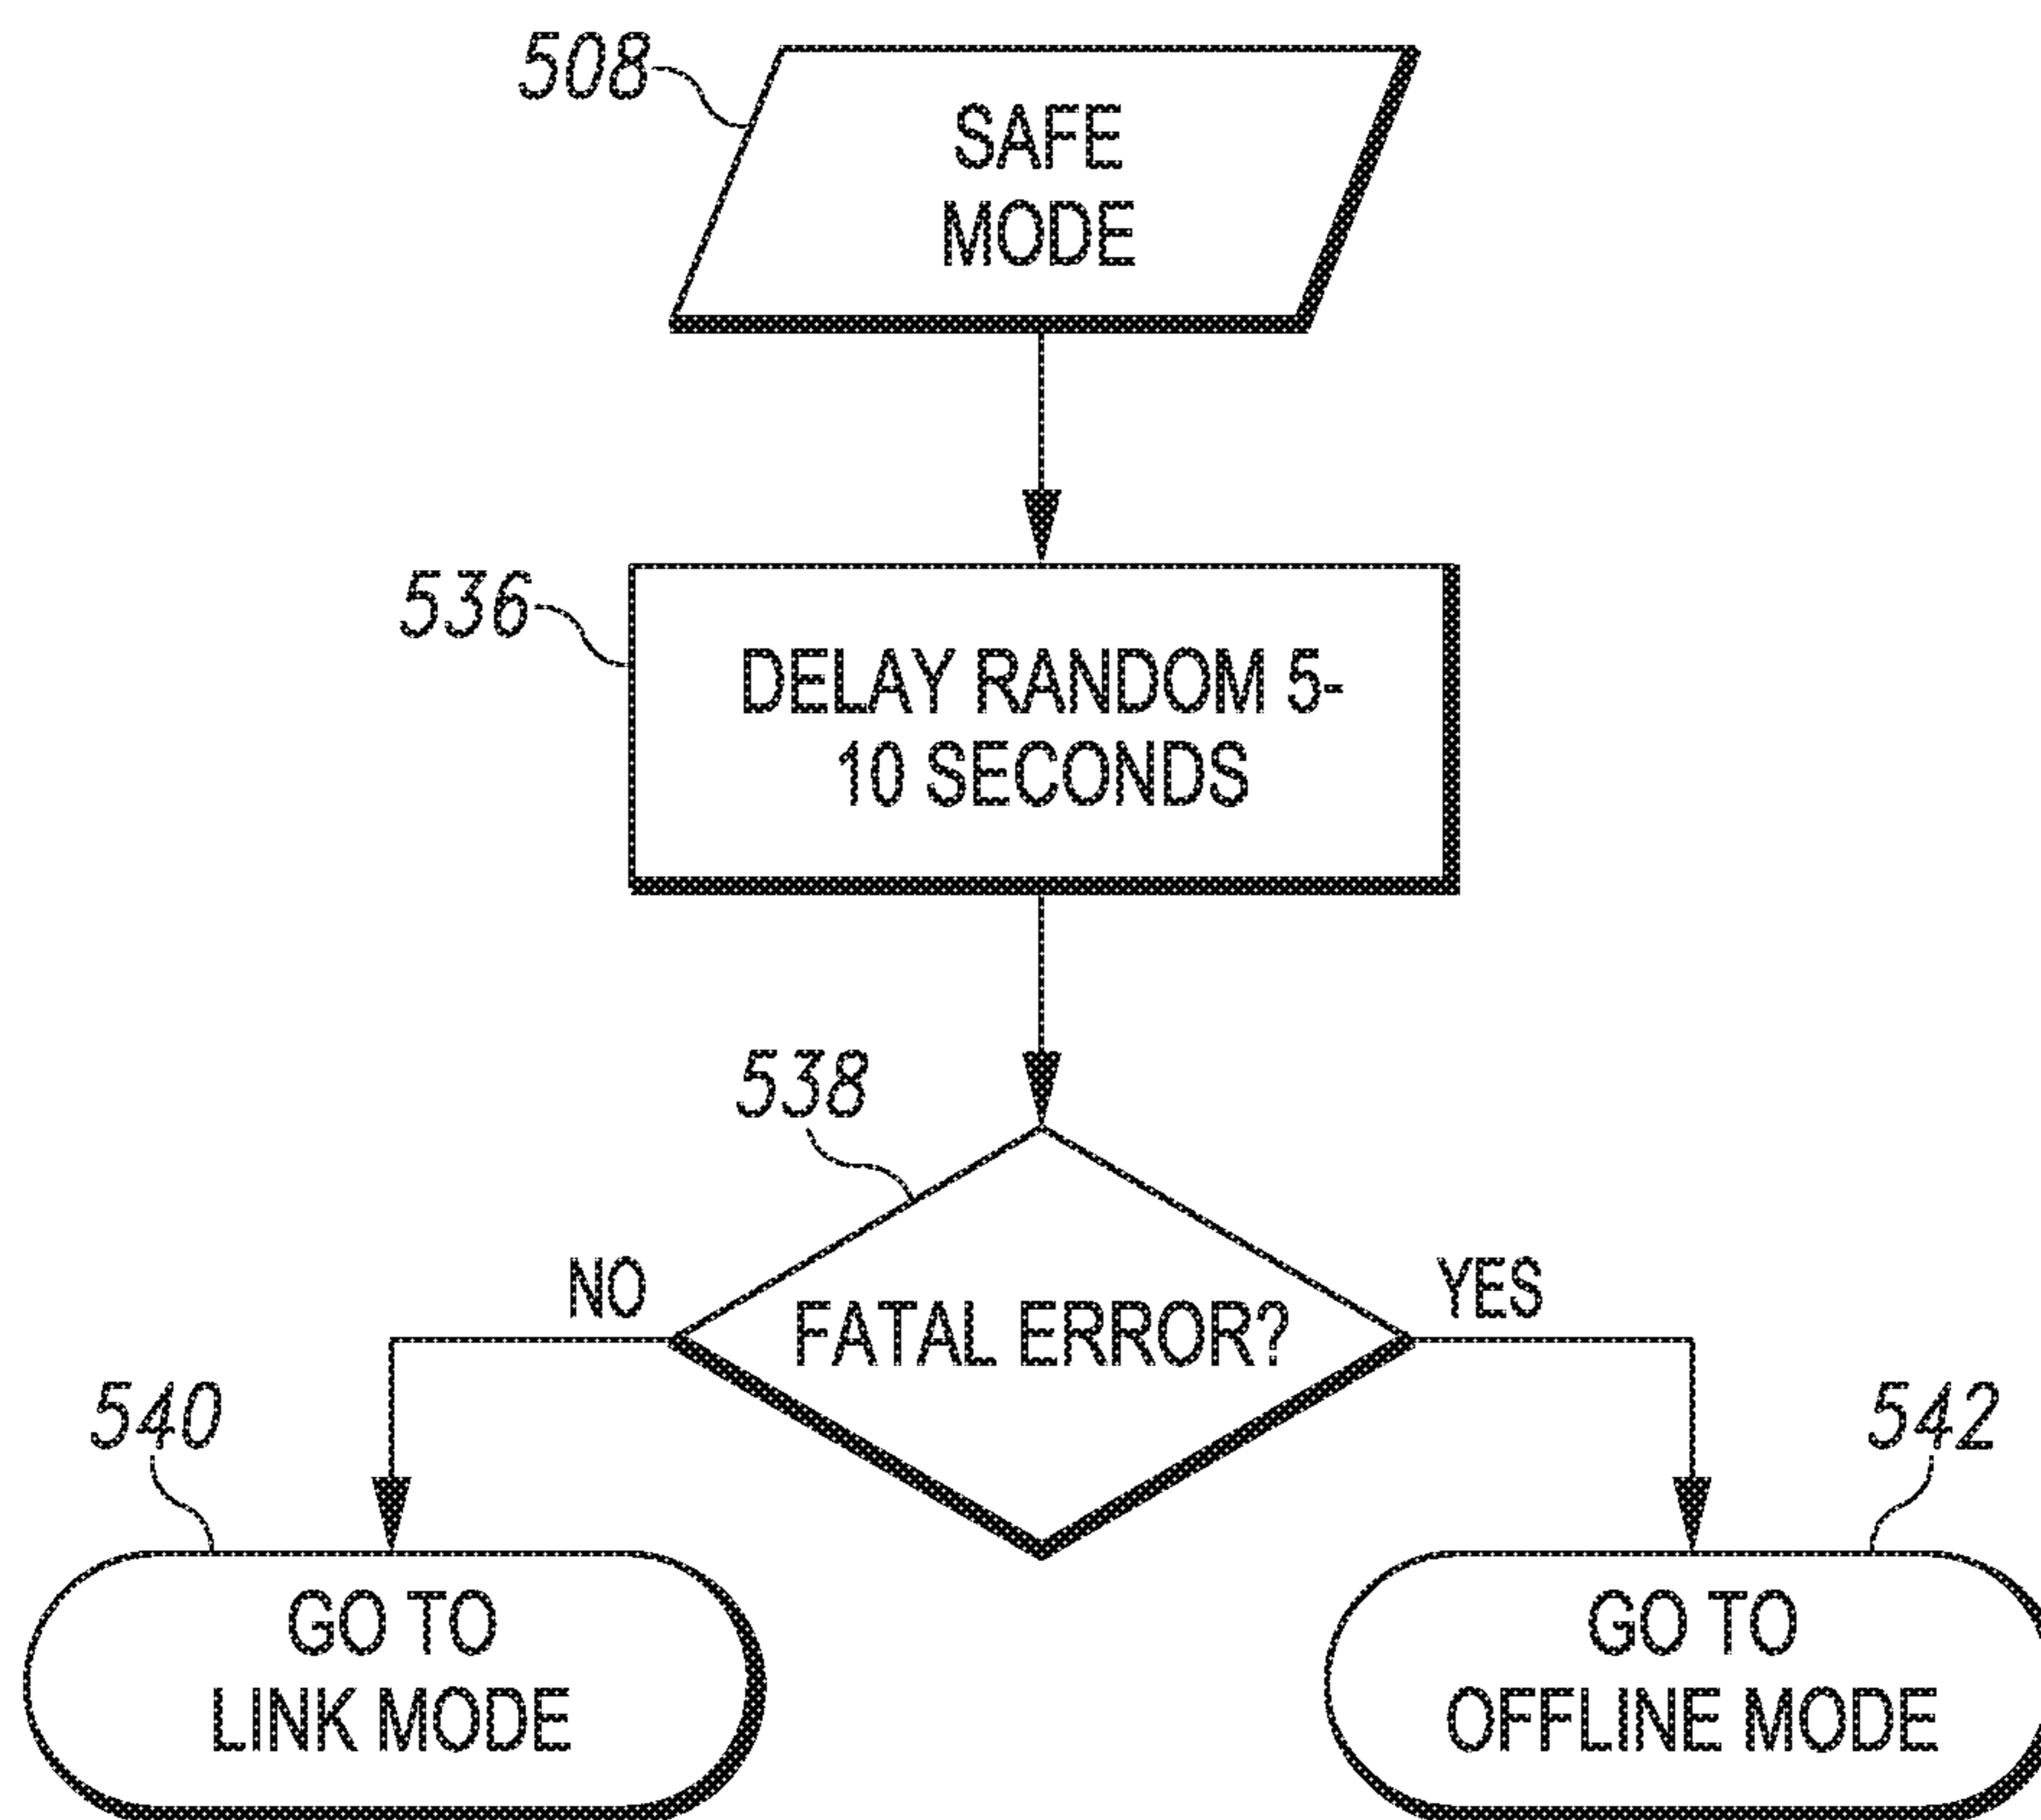 508
SAFE
MODE
536
DELAY RANDOM 5-
10 SECONDS
538
NO
FATAL ERROR?
YES
540
542
GO TO
LINK MODE
GO TO
OFFLINE MODE